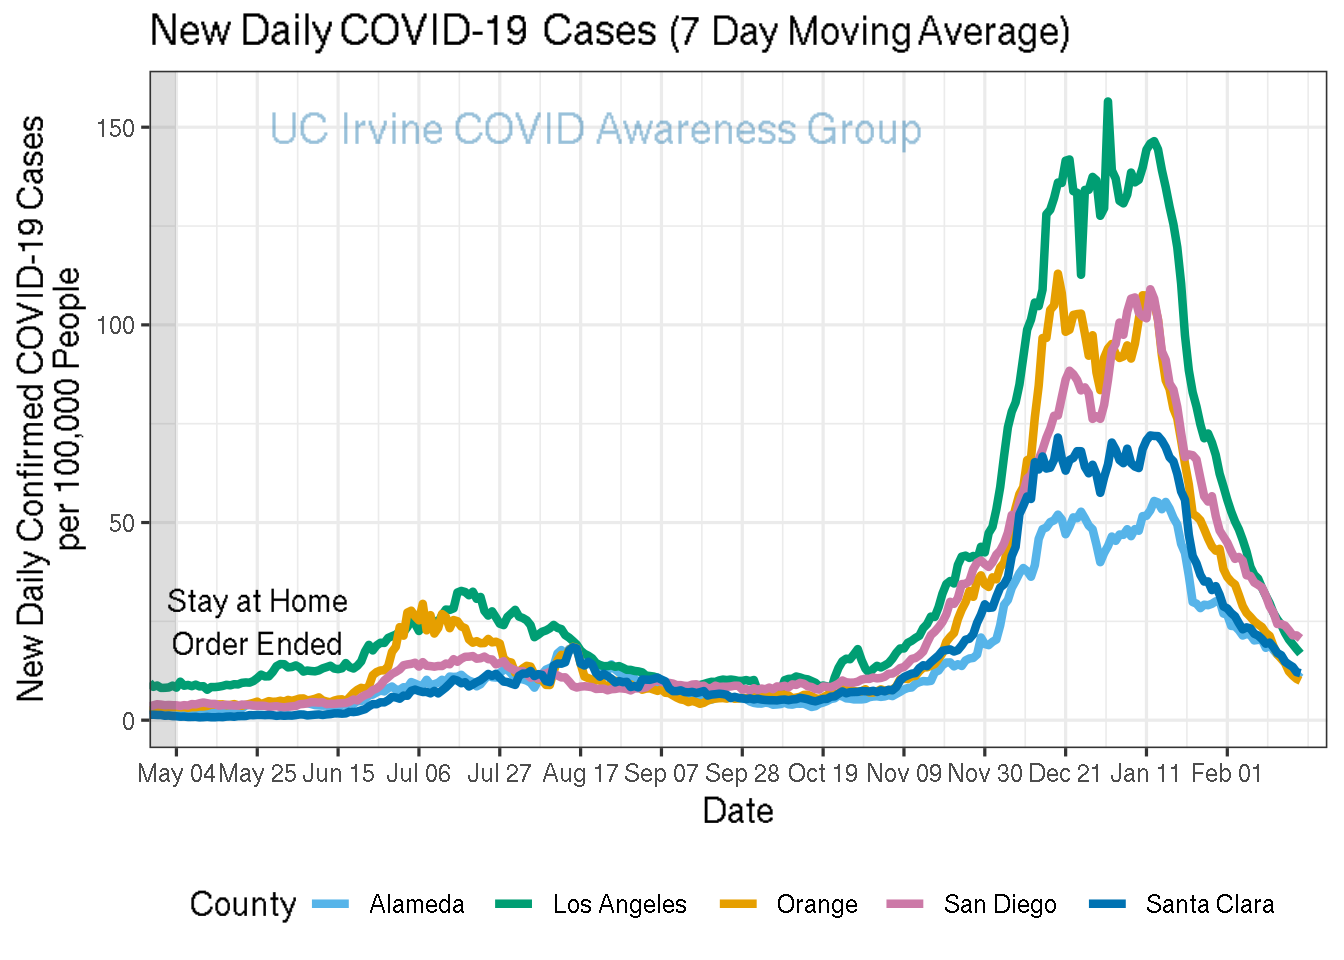 New Daily COVID-19 Cases (7 Day Moving Average)
UC Irvine COVID Awareness Group
New Daily Confirmed COVID-19 Cases
per 100,000 People
150
100
50
0
Stay at Home
Order Ended
May 04 May 25 Jun 15 Jul 06 Jul 27 Aug 17 Sep 07 Sep 28 Oct 19 Nov 09 Nov 30 Dec 21 Jan 11 Feb 01
Date
County Alameda Los Angeles Orange San Diego Santa Clara